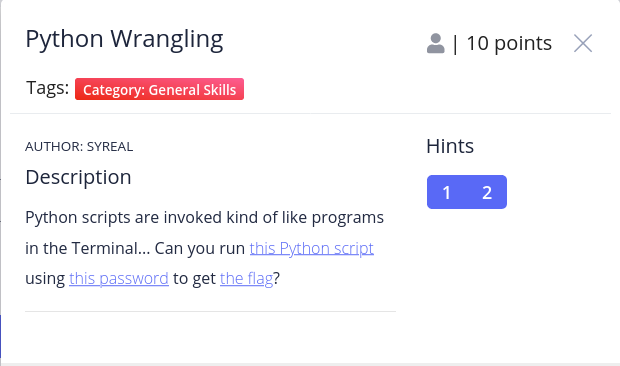 Python Wrangling
| 10 points
Tags: Category: General Skills
AUTHOR: SYREAL
Description
Python scripts are invoked kind of like programs
in the Terminal... Can you run this Python script
using this password to get the flag?
Hints
1 2